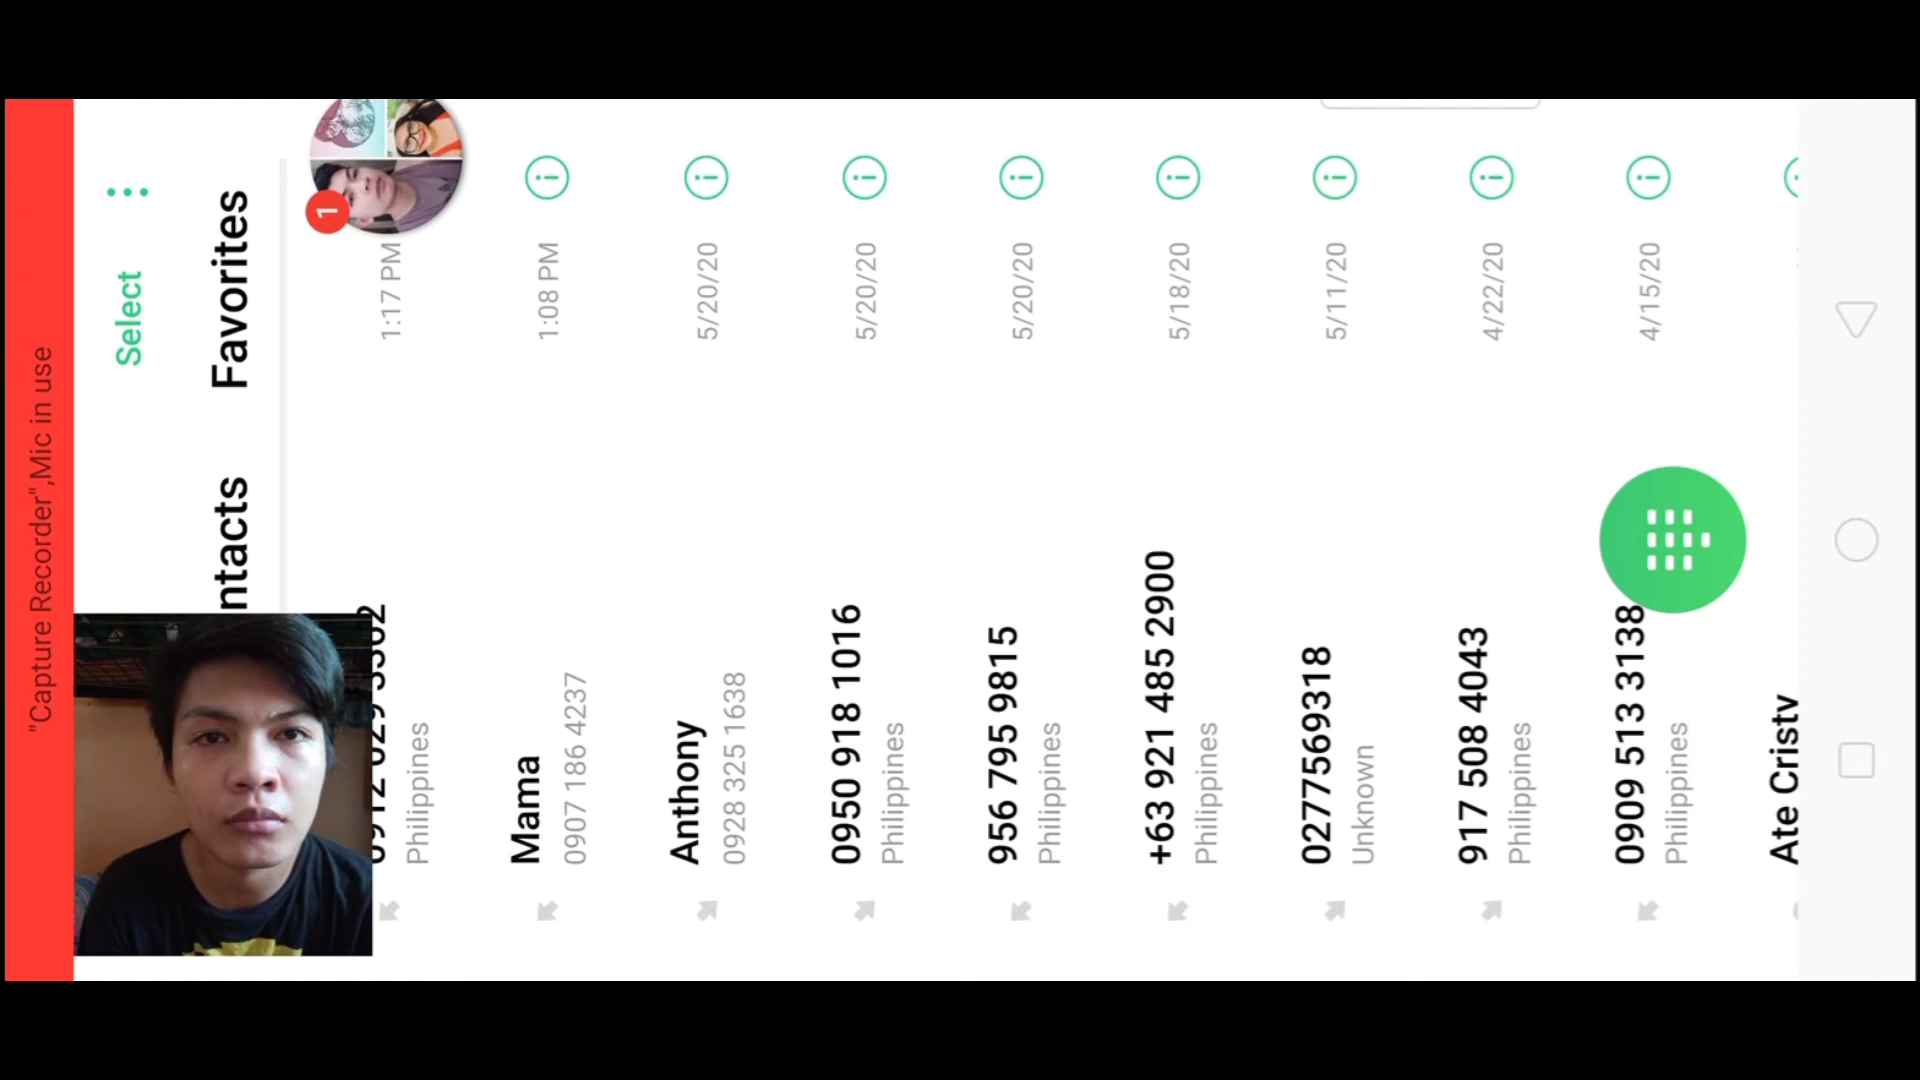 "Capture Recorder",Mic in use
Select
ntacts Favorites
1
Philippines
1:17 PM
Mama
0907 186 4237
1:08 PM
Anthony
0928 325 1638
5/20/20
0950 918 1016
Philippines
5/20/20
956 795 9815
Philippines
5/20/20
+63 921 485 2900
Philippines
5/18/20
0277569318
Unknown
5/11/20
917 508 4043
Philippines
4/22/20
0909 513 3138
Philippines
4/15/20
Ate Cristy